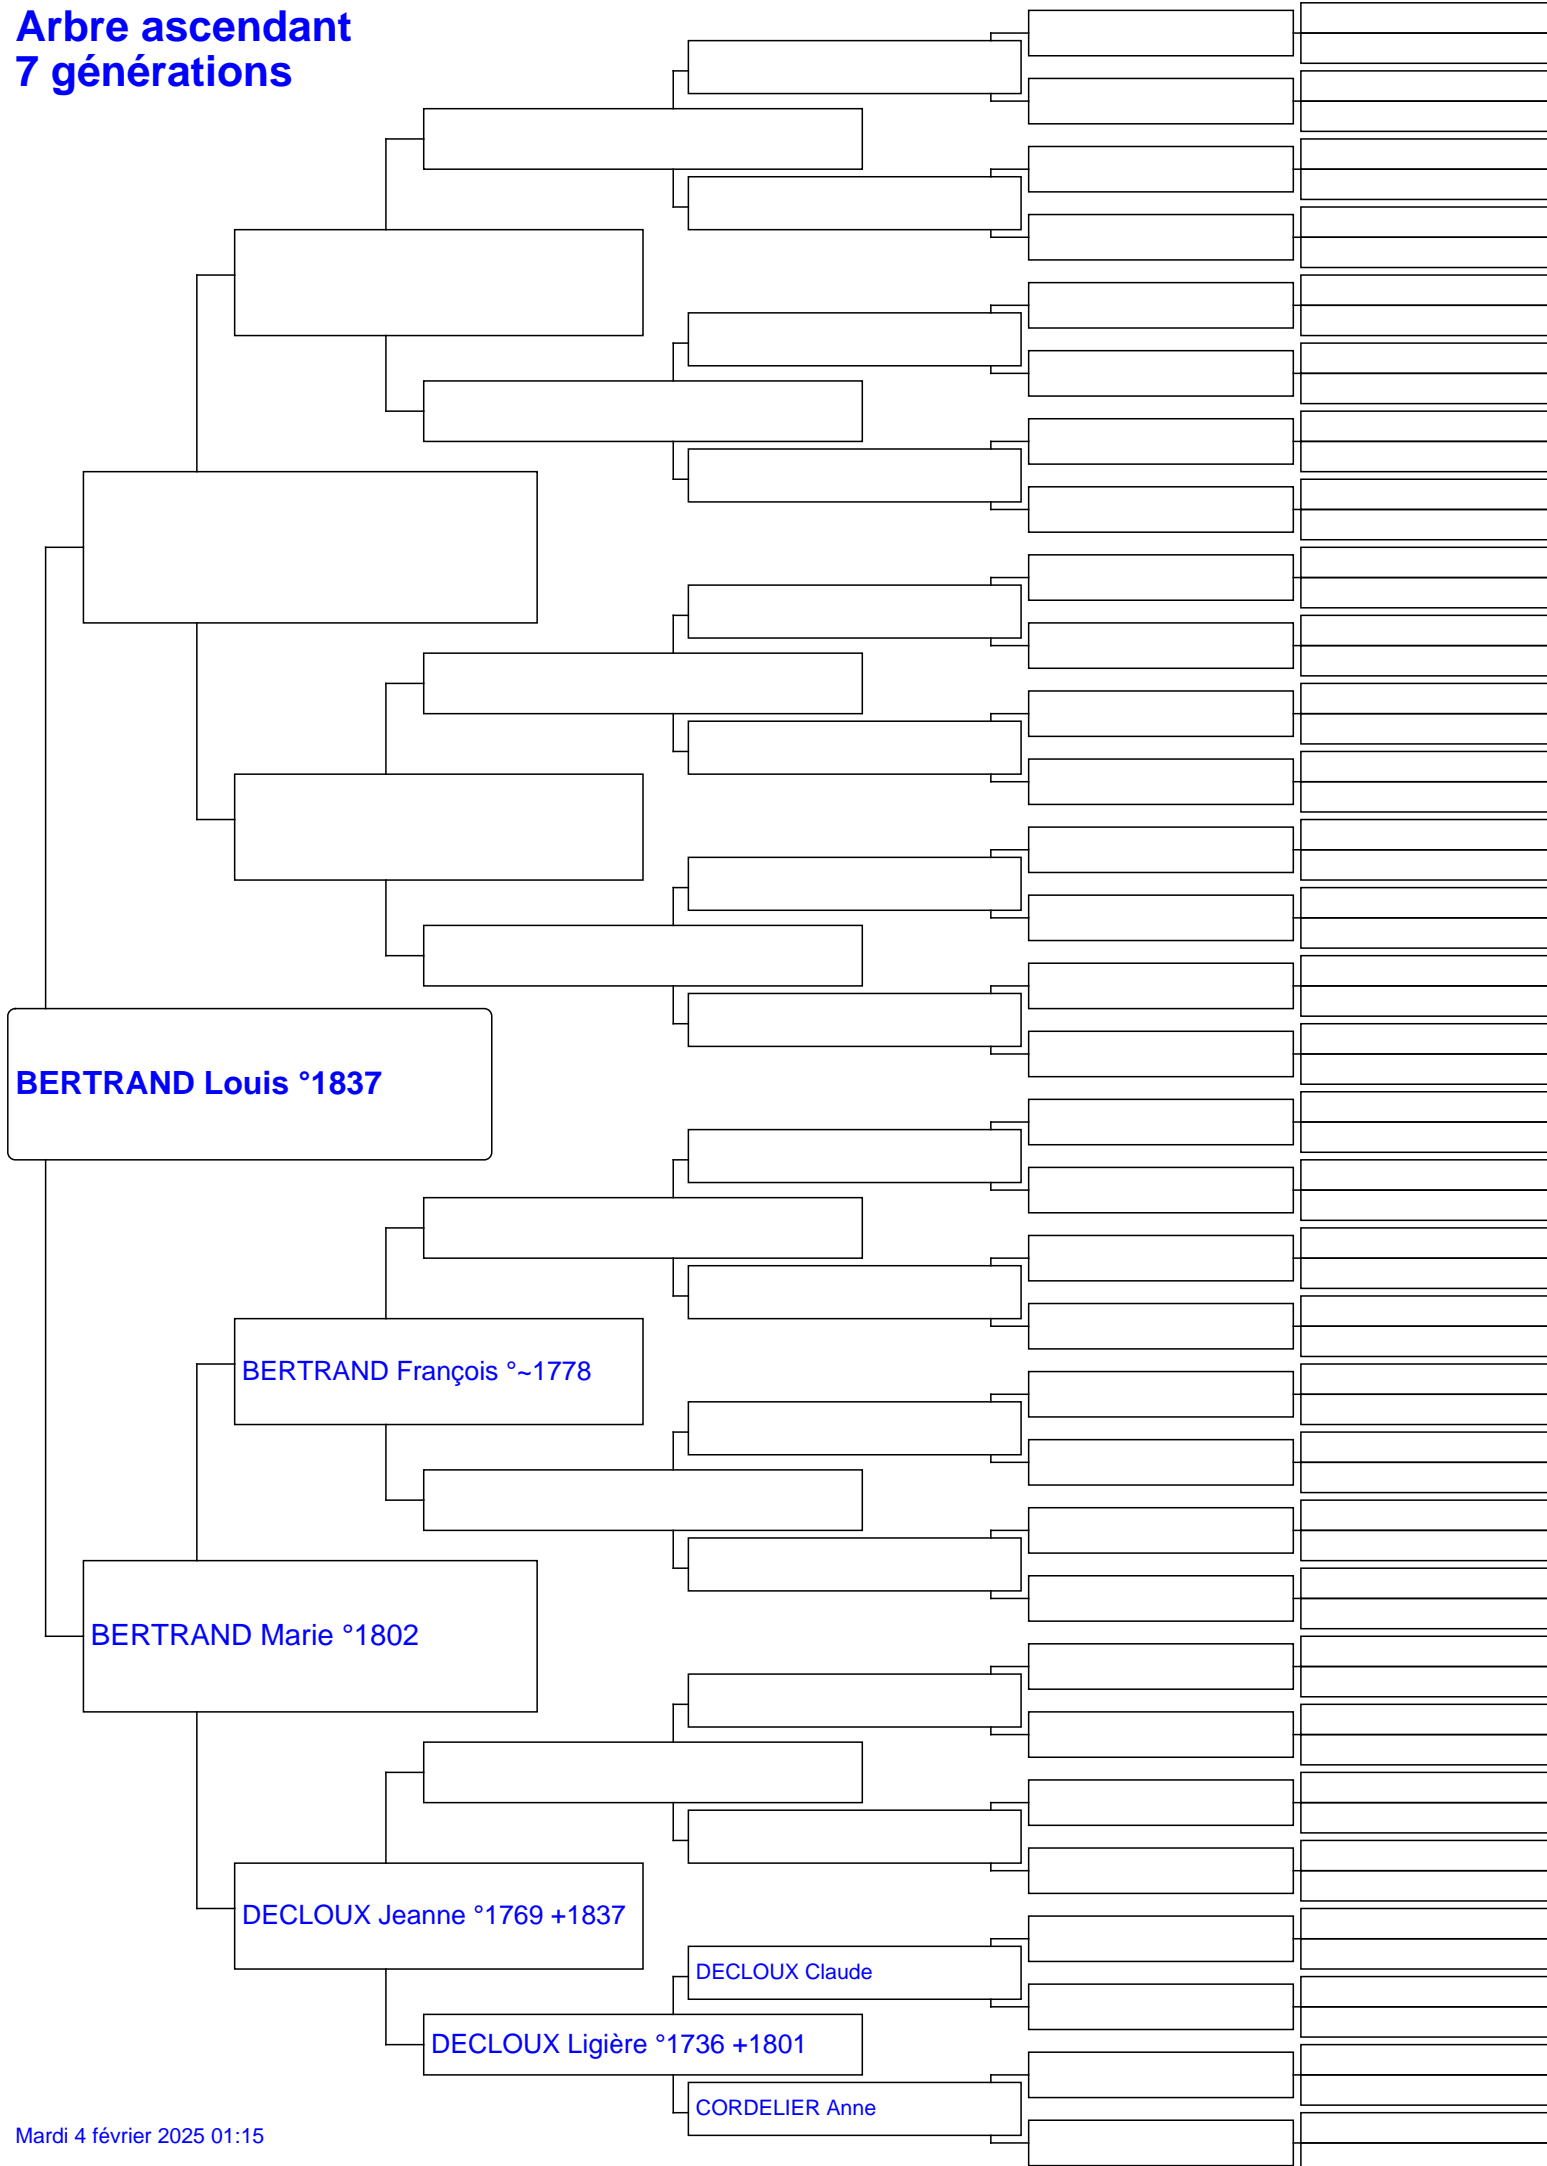 Arbre ascendant
7 générations
BERTRAND Louis °1837
BERTRAND François °~1778
BERTRAND Marie °1802
DECLOUX Jeanne °1769 +1837
DECLOUX Claude
DECLOUX Ligière °1736 +1801
CORDELIER Anne
Mardi 4 février 2025 01:15